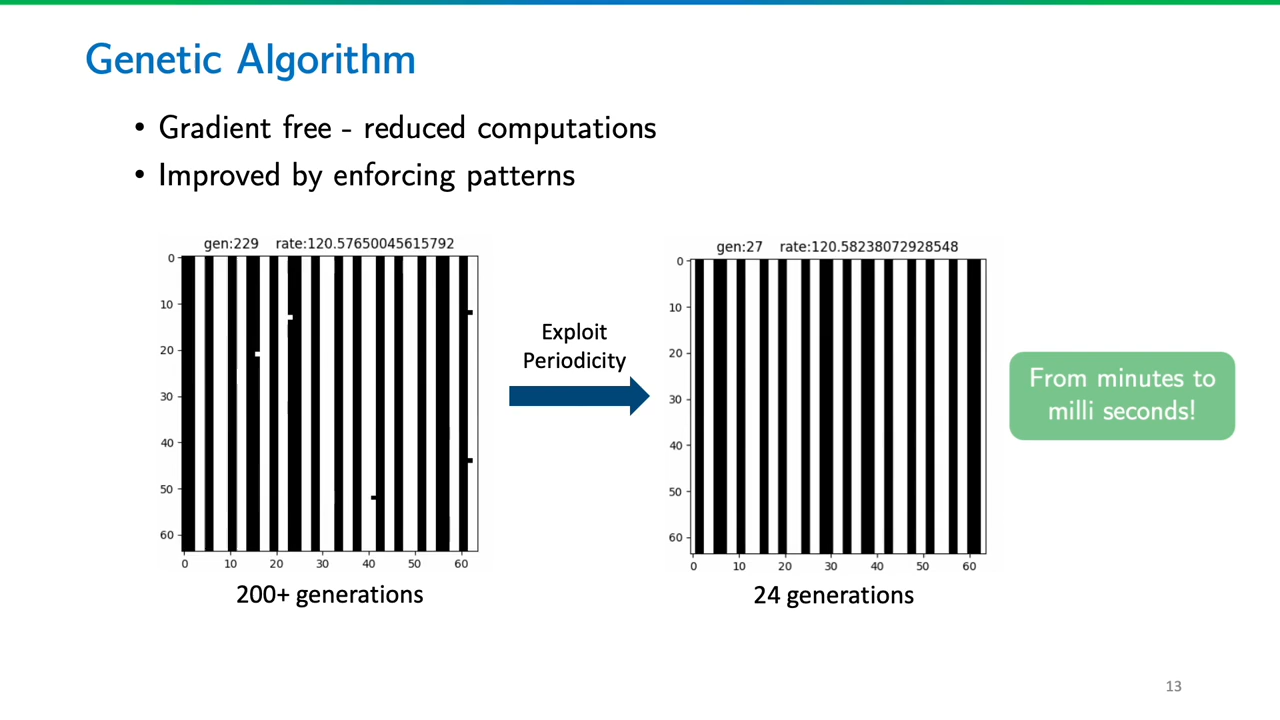 Genetic Algorithm
• Gradient free - reduced computations
• Improved by enforcing patterns
gen:229 rate:120.57650045615792
0
10
20
30
40
50
60
0 10 20 30 40 50 60
200+ generations
Exploit
Periodicity
gen:27 rate:120.58238072928548
0
10
20
30
40
50
60
0 10 20 30 40 50 60
24 generations
From minutes to
milli seconds!
13